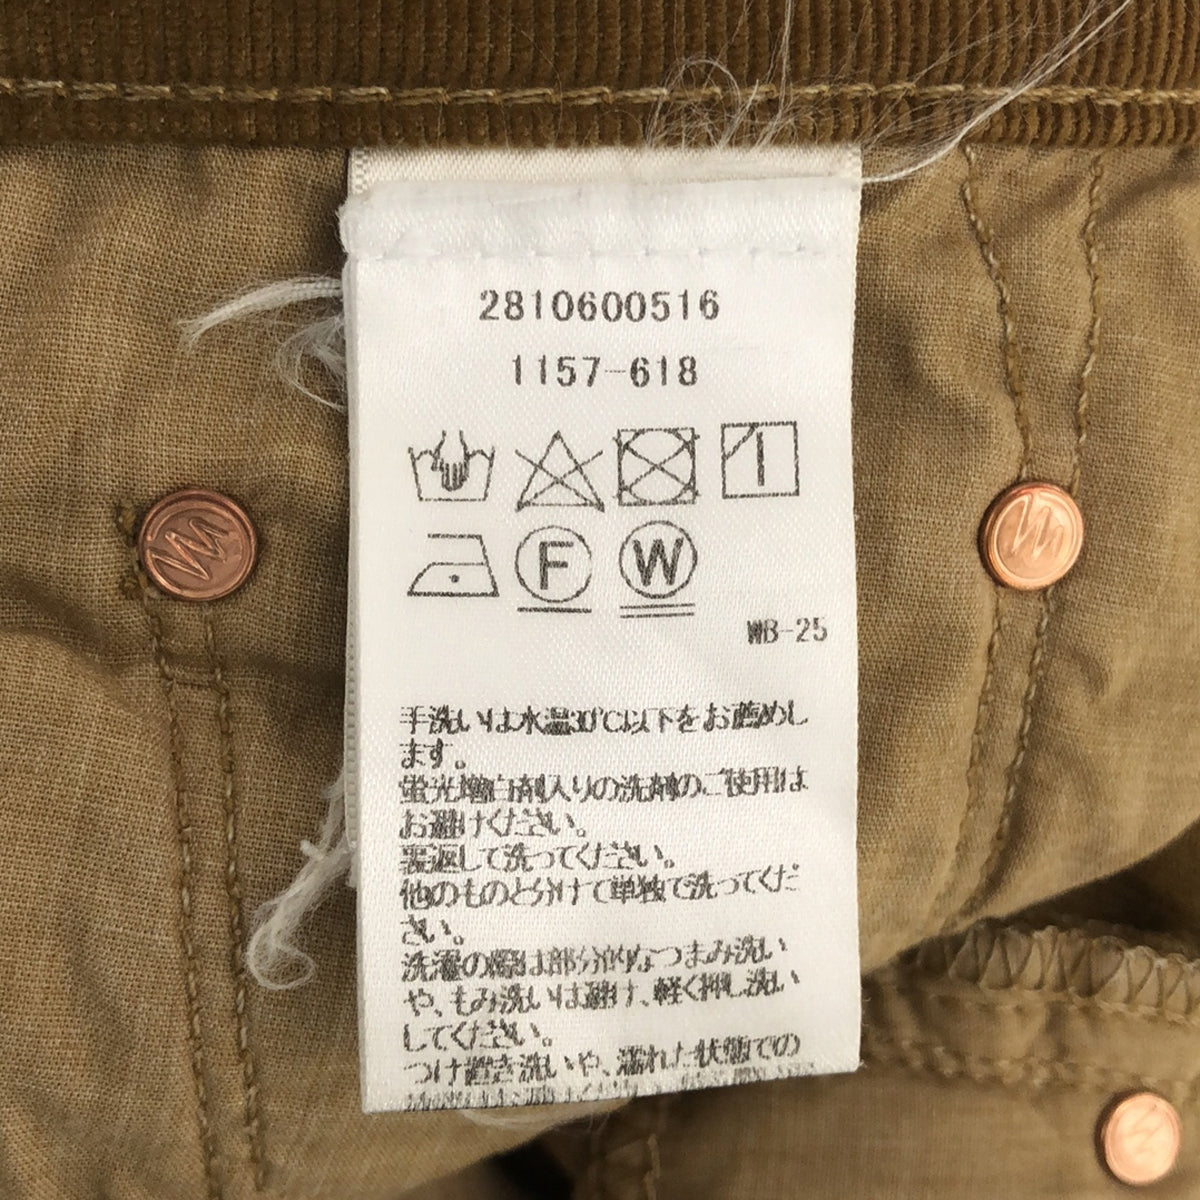 2810600516
1157-618
F W
WB-25
手洗いは水温30℃以下をお薦めし
ます。
蛍光増白剤入りの洗剤のご使用は
お避けください。
裏返して洗ってください。
他のものと分けて単独で洗ってくだ
さい。
洗濯の際は部分的なつまみ洗い
や、もみ洗いは避け、軽く押し洗い
してください。
つけ置き洗いや、濡れた状態での